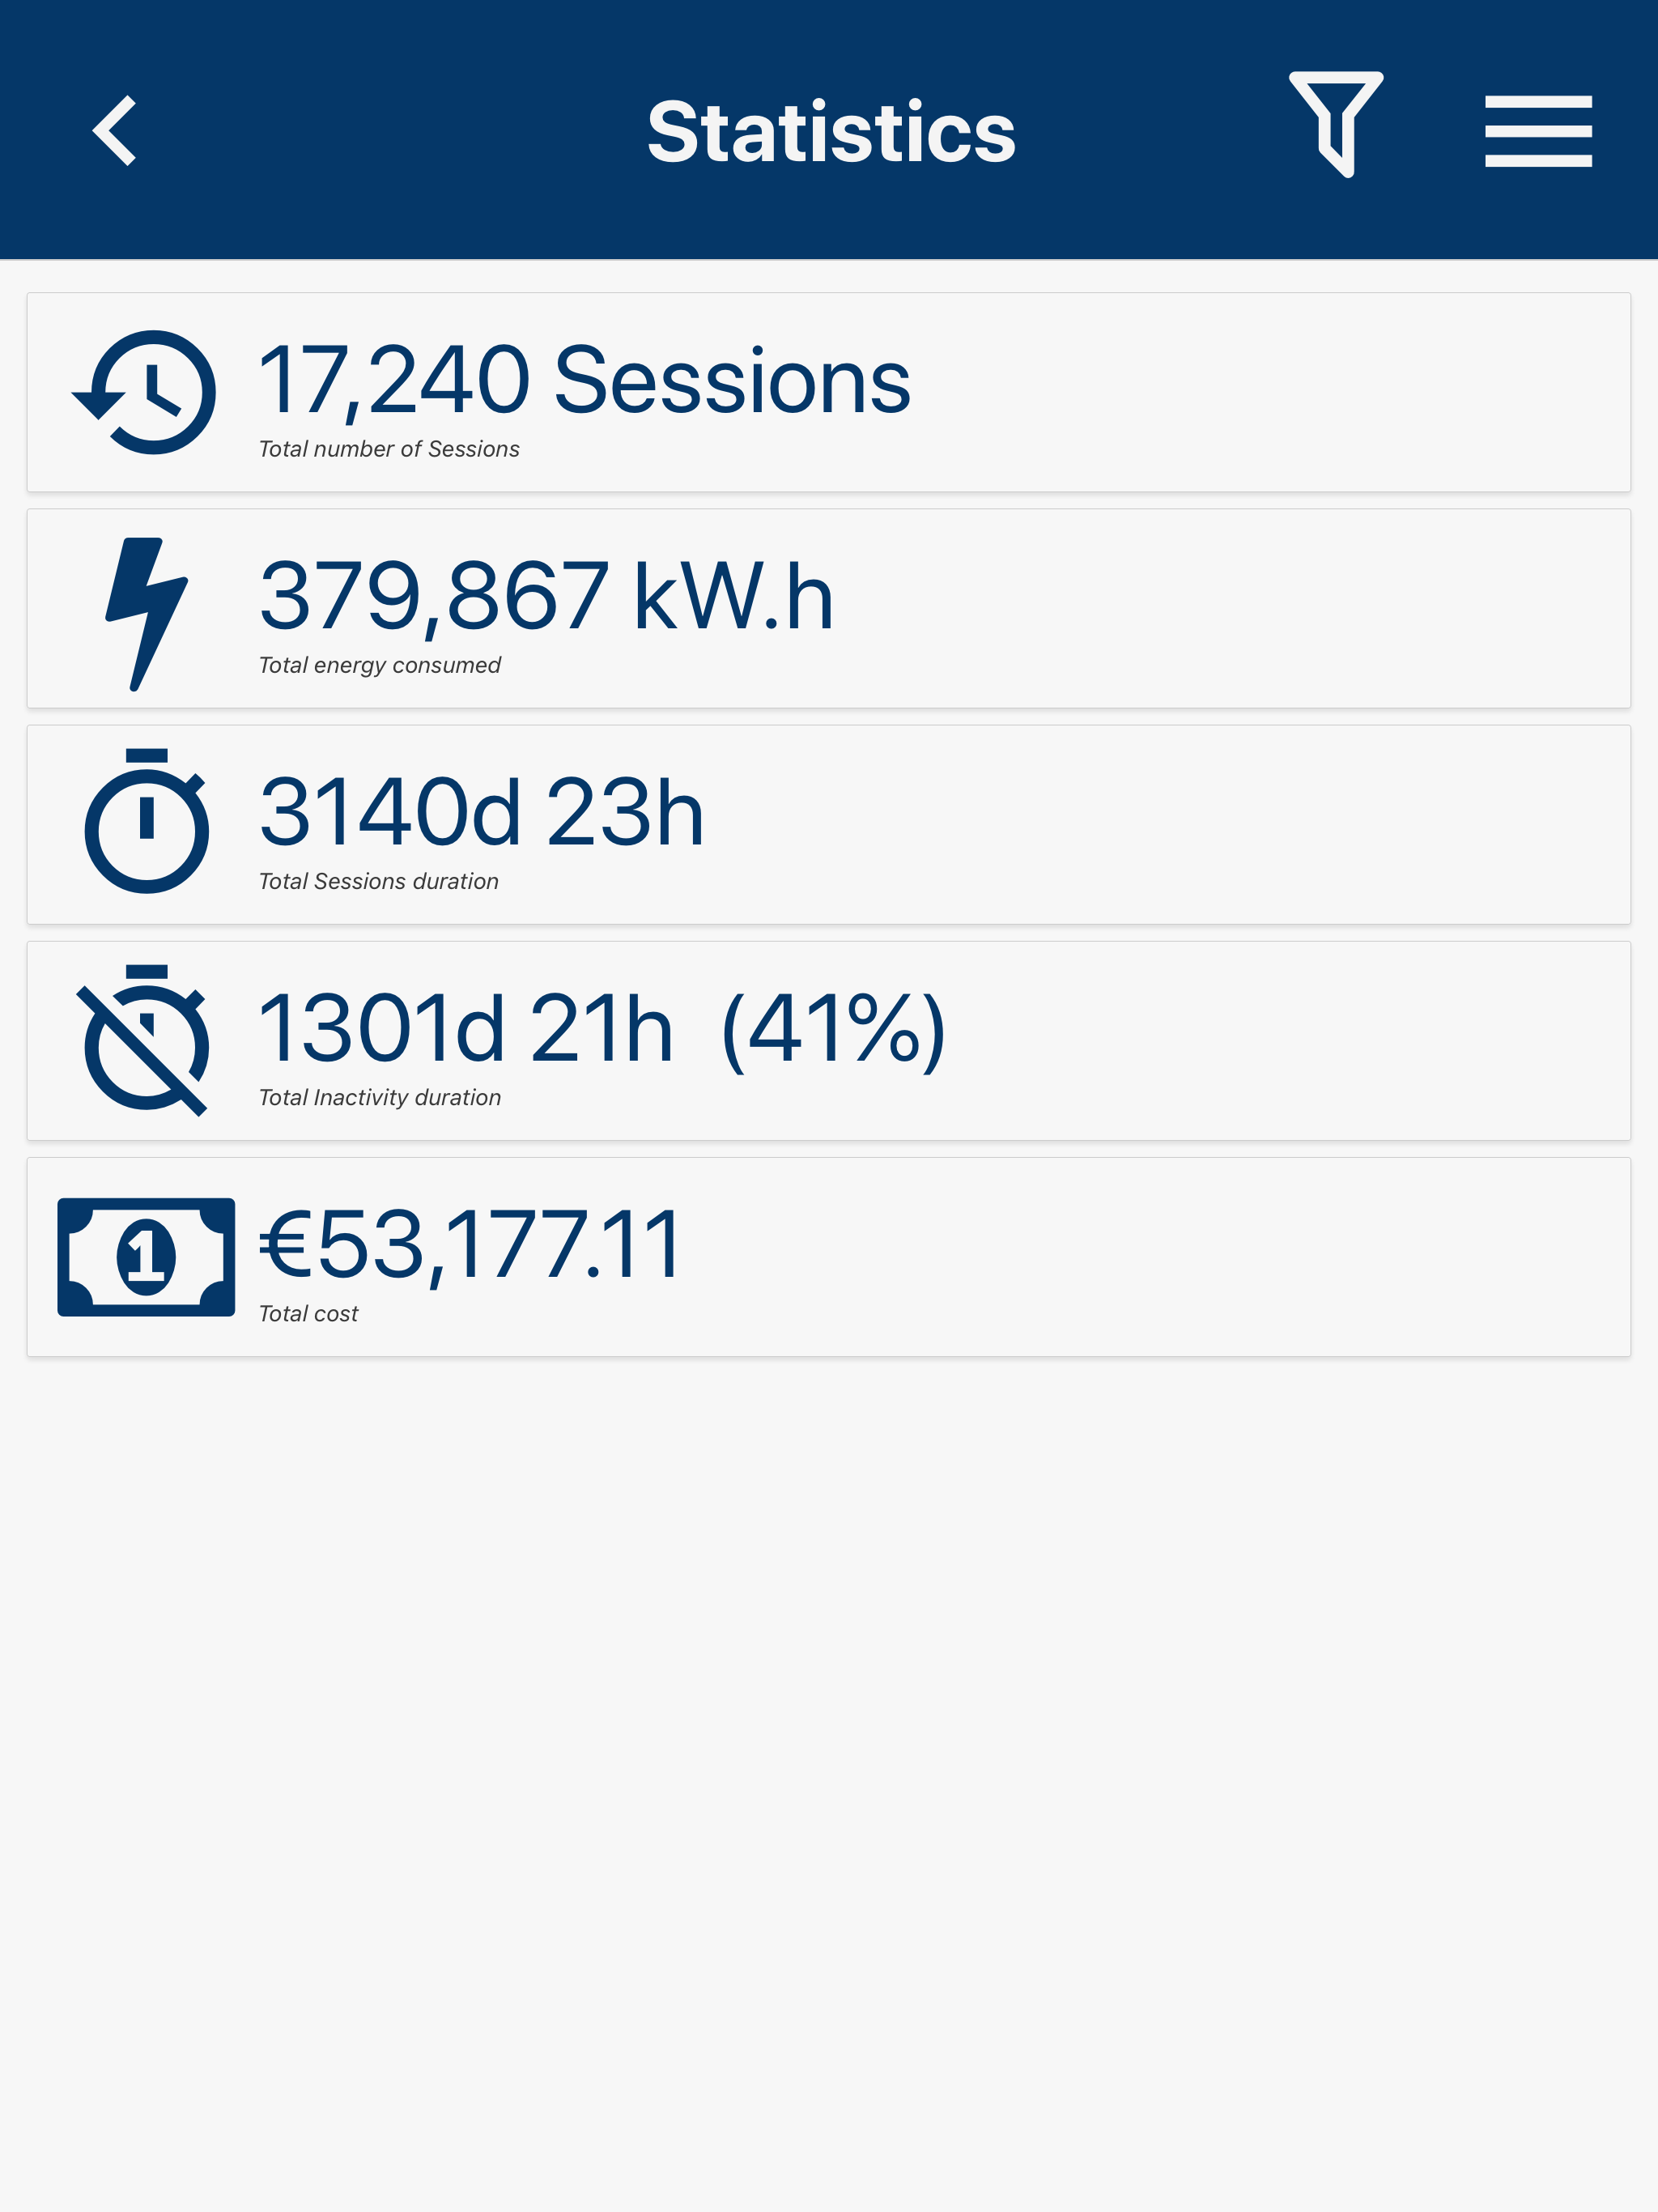 Statistics
17,240 Sessions
Total number of Sessions
379,867 kW.h
Total energy consumed
3140d 23h
Total Sessions duration
1301d 21h (41%)
Total Inactivity duration
1
€53,177.11
Total cost